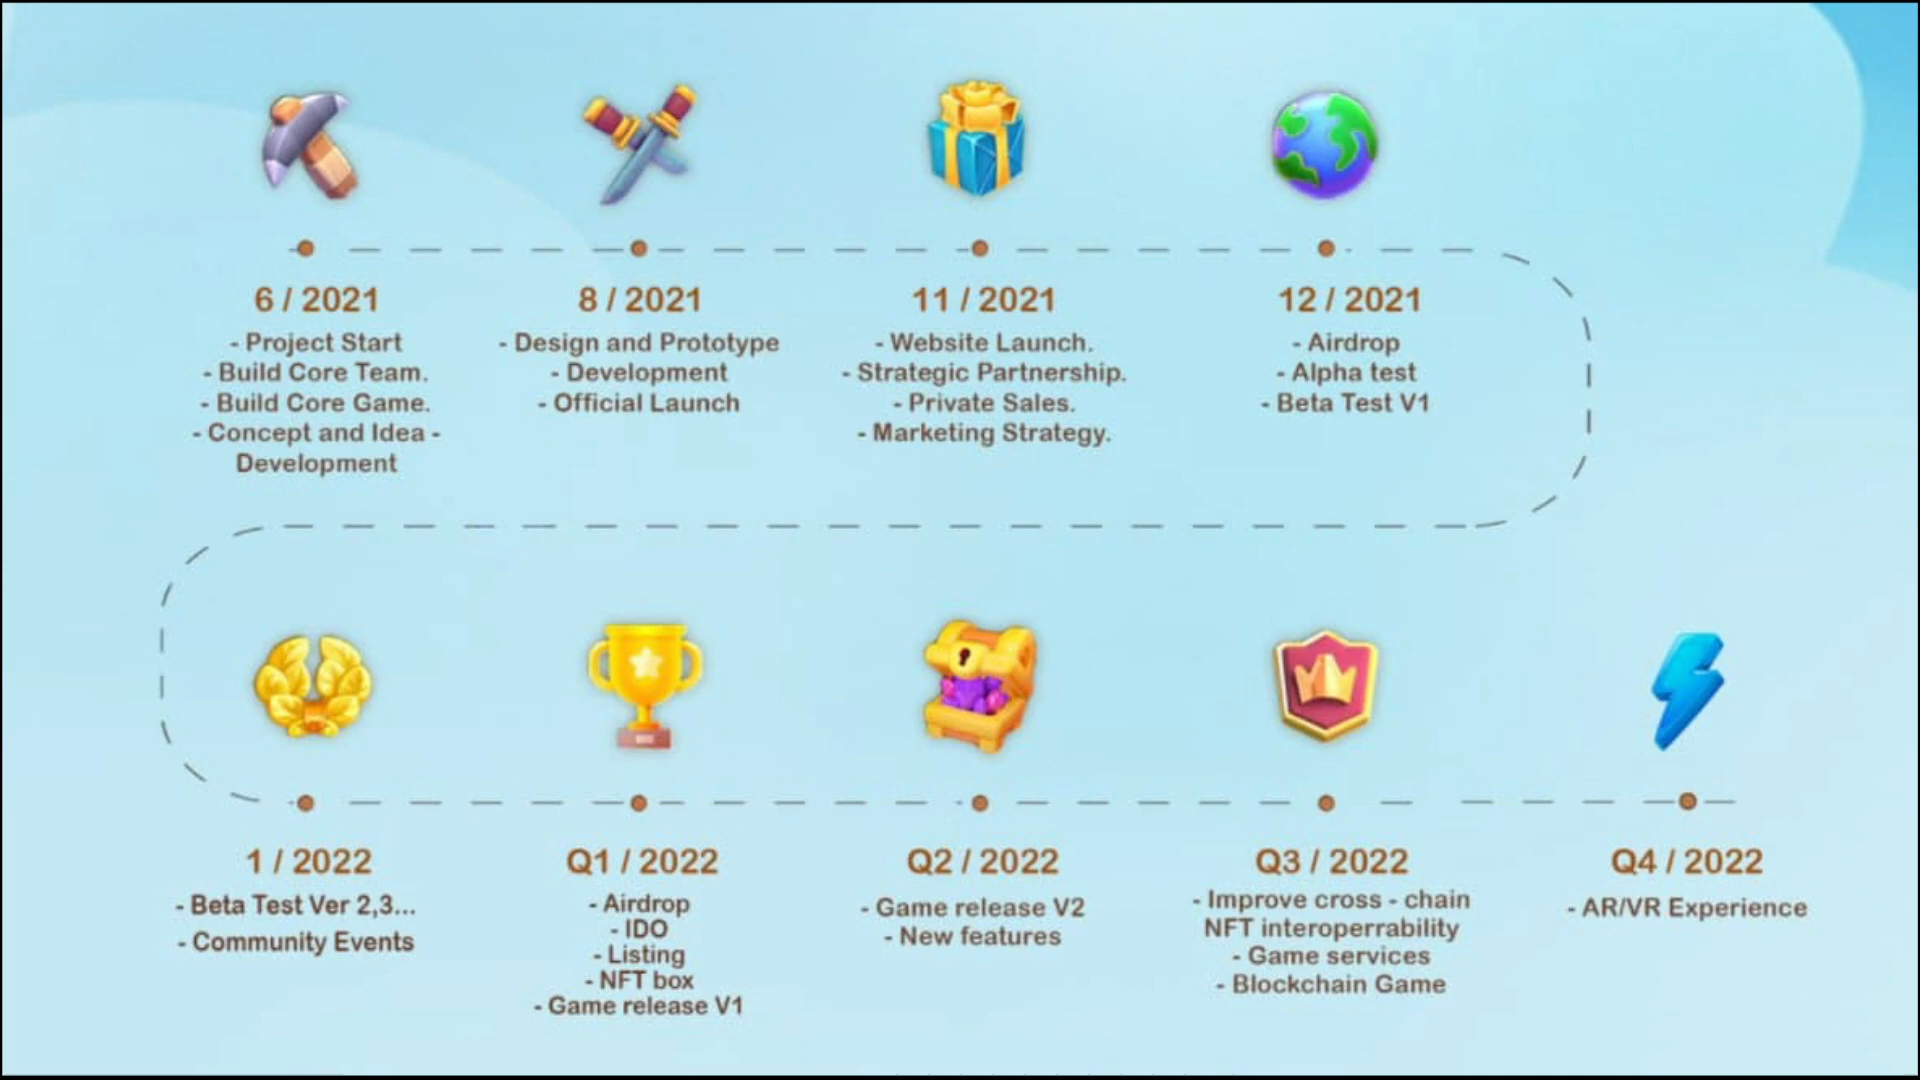 6 / 2021
- Project Start
- Build Core Team.
- Build Core Game.
- Concept and Idea -
Development
8 / 2021
- Design and Prototype
- Development
- Official Launch
11 / 2021
- Website Launch.
- Strategic Partnership.
- Private Sales.
- Marketing Strategy.
12 / 2021
- Airdrop
- Alpha test
- Beta Test V1
1 / 2022
- Beta Test Ver 2,3...
- Community Events
Q1 / 2022
- Airdrop
- IDO
- Listing
- NFT box
- Game release V1
Q2 / 2022
- Game release V2
- New features
Q3 / 2022
- Improve cross - chain
NFT interoperrability
- Game services
- Blockchain Game
Q4 / 2022
- AR/VR Experience